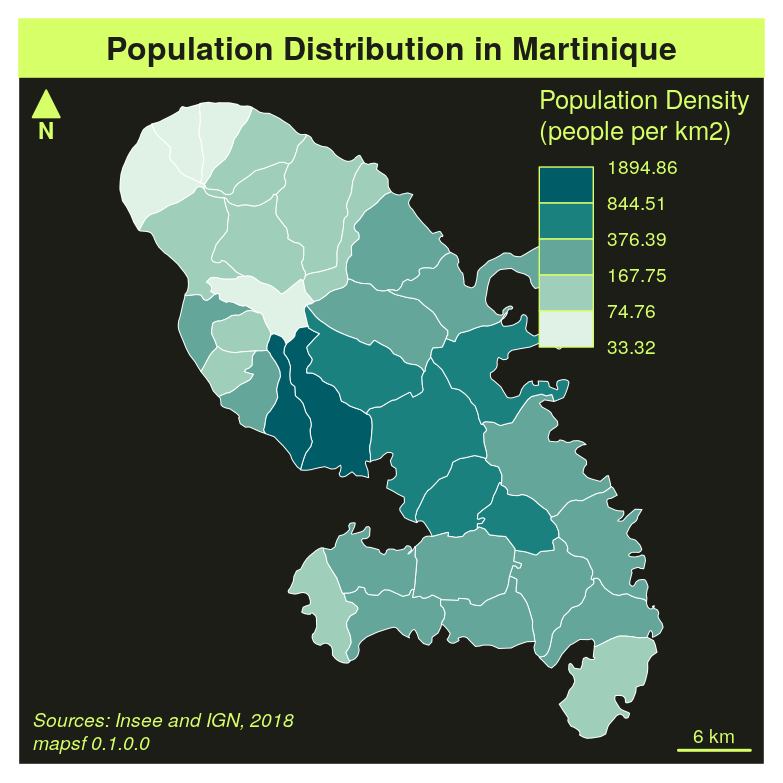 Population Distribution in Martinique
N
Population Density
(people per km2)
1894.86
844.51
376.39
167.75
74.76
33.32
Sources: Insee and IGN, 2018
mapsf 0.1.0.0
6 km